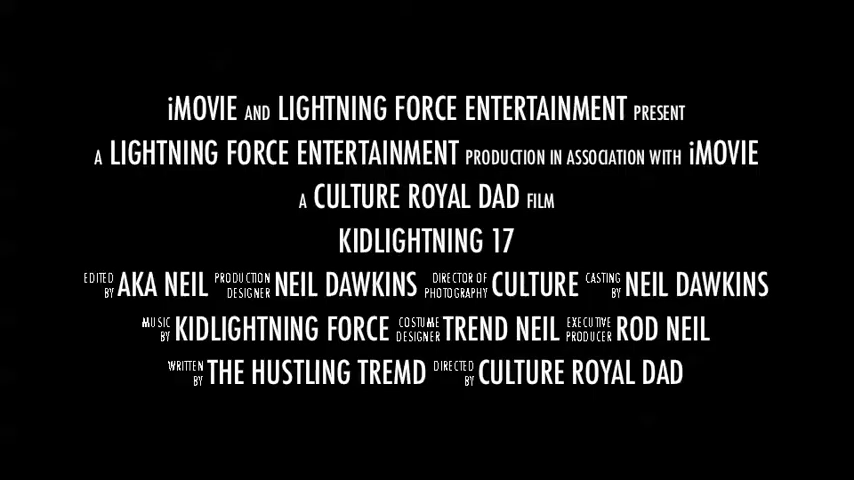 iMOVIE AND LIGHTNING FORCE ENTERTAINMENT PRESENT
A LIGHTNING FORCE ENTERTAINMENT PRODUCTION IN ASSOCIATION WITH iMOVIE
A CULTURE ROYAL DAD FILM
KIDLIGHTNING 17
EDITED BY AKA NEIL PRODUCTION DESIGNER NEIL DAWKINS DIRECTOR OF PHOTOGRAPHY CULTURE CASTING BY NEIL DAWKINS
MUSIC BY KIDLIGHTNING FORCE COSTUME DESIGNER TREND NEIL EXECUTIVE PRODUCER ROD NEIL
WRITTEN BY THE HUSTLING TREMD DIRECTED BY CULTURE ROYAL DAD